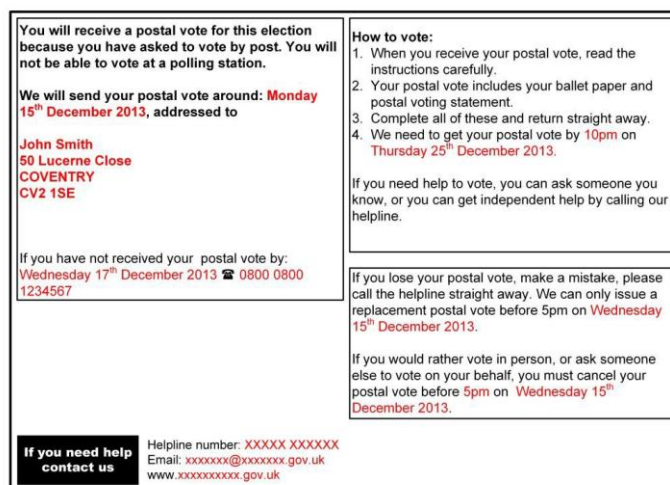 You will receive a postal vote for this election
because you have asked to vote by post. You will
not be able to vote at a polling station.
We will send your postal vote around: Monday
15th December 2013, addressed to
John Smith
50 Lucerne Close
COVENTRY
CV2 1SE
If you have not received your postal vote by:
Wednesday 17th December 2013 ☎ 0800 0800
1234567
How to vote:
1. When you receive your postal vote, read the
instructions carefully.
2. Your postal vote includes your ballet paper and
postal voting statement.
3. Complete all of these and return straight away.
4. We need to get your postal vote by 10pm on
Thursday 25th December 2013.
If you need help to vote, you can ask someone you
know, or you can get independent help by calling our
helpline.
If you lose your postal vote, make a mistake, please
call the helpline straight away. We can only issue a
replacement postal vote before 5pm on Wednesday
15th December 2013.
If you would rather vote in person, or ask someone
else to vote on your behalf, you must cancel your
postal vote before 5pm on Wednesday 15th
December 2013.
If you need help
contact us
Helpline number: XXXXX XXXXXX
Email: xxxxxxx@xxxxxxx.gov.uk
www.xxxxxxxxxx.gov.uk